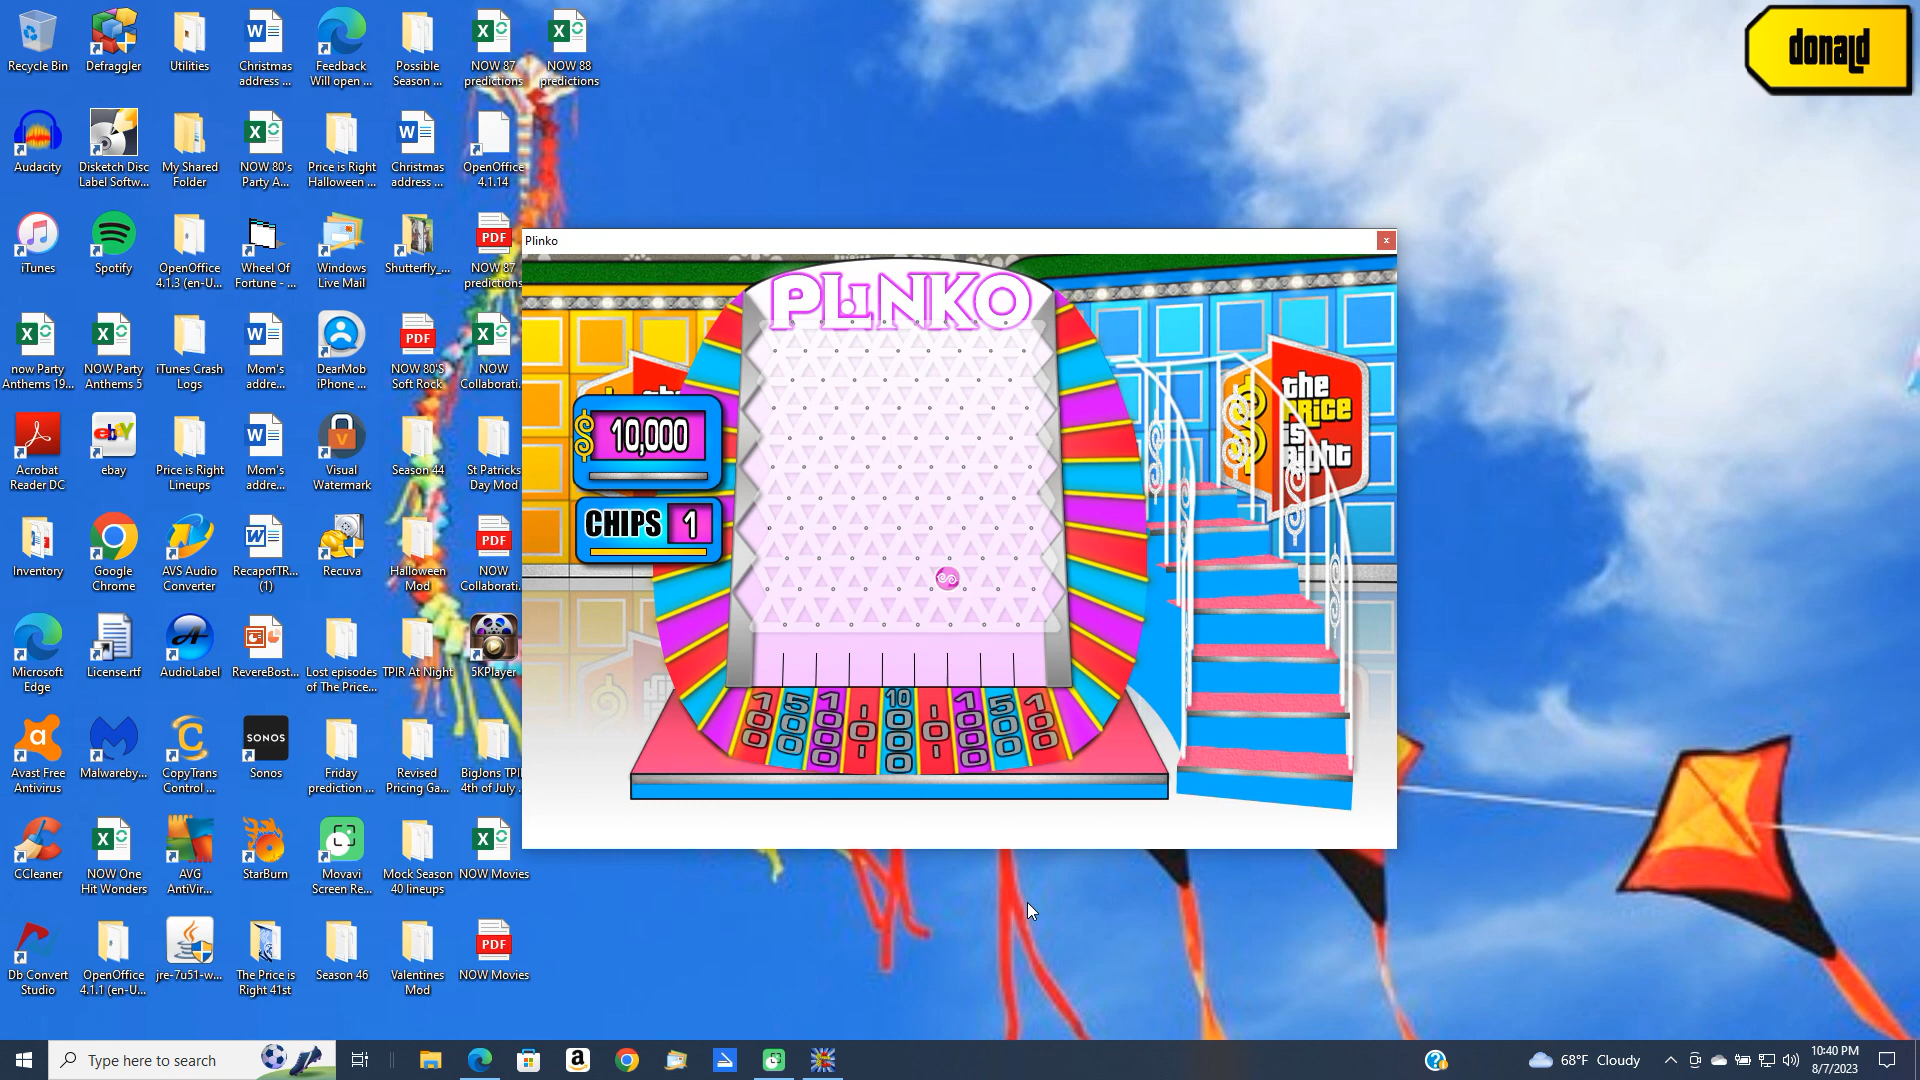 Recycle Bin
Defraggler
Utilities
Christmas
address ...
Feedback
Will open ...
Possible
Season ...
NOW 87
predictions
NOW 88
predictions
donald
Audacity
Disketch Disc
Label Softw...
My Shared
Folder
NOW 80's
Party A...
Price is Right
Halloween ...
Christmas
address ...
OpenOffice
4.1.14
iTunes
Spotify
OpenOffice
4.1.3 (en-U...
Wheel Of
Fortune - ...
Windows
Live Mail
Shutterfly_...
PDF
NOW 87
predictions
now Party
Anthems 19...
NOW Party
Anthems 5
iTunes Crash
Logs
Mom's
addre...
DearMob
iPhone ...
PDF
NOW 80'S
Soft Rock
NOW
Collaborati...
Acrobat
Reader DC
ebay
ebay
Price is Right
Lineups
Mom's
addre...
Visual
Watermark
Season 44
St Patricks
Day Mod
Inventory
Google
Chrome
AVS Audio
Converter
RecapofTR...
(1)
Recuva
Halloween
Mod
PDF
NOW
Collaborati...
Microsoft
Edge
License.rtf
AudioLabel
RevereBost...
Lost episodes
of The Price...
TPIR At Night
5KPlayer
Avast Free
Antivirus
Malwareby...
CopyTrans
Control ...
SONOS
Sonos
Friday
prediction ...
Revised
Pricing Ga...
BigJons TPI
4th of July ...
CCleaner
NOW One
Hit Wonders
AVG
AntiVir...
StarBurn
Movavi
Screen Re...
Mock Season
40 lineups
NOW Movies
Db Convert
Studio
OpenOffice
4.1.1 (en-U...
jre-7u51-w...
The Price is
Right 41st
Season 46
Valentines
Mod
PDF
NOW Movies
Plinko
PLINKO
$ 10,000
CHIPS 1
the
PRICE
is
Right
100
500
1000
0
10000
0
1000
500
100
Type here to search
68°F Cloudy
10:40 PM
8/7/2023